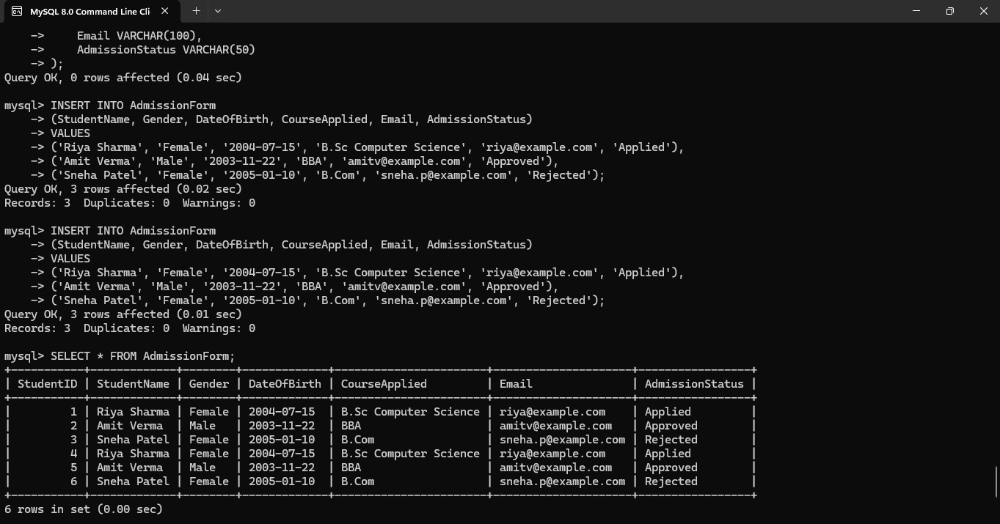 MySQL 8.0 Command Line Cli
    ->     Email VARCHAR(100),
    ->     AdmissionStatus VARCHAR(50)
    -> );
Query OK, 0 rows affected (0.04 sec)

mysql> INSERT INTO AdmissionForm
    -> (StudentName, Gender, DateOfBirth, CourseApplied, Email, AdmissionStatus)
    -> VALUES
    -> ('Riya Sharma', 'Female', '2004-07-15', 'B.Sc Computer Science', 'riya@example.com', 'Applied'),
    -> ('Amit Verma', 'Male', '2003-11-22', 'BBA', 'amitv@example.com', 'Approved'),
    -> ('Sneha Patel', 'Female', '2005-01-10', 'B.Com', 'sneha.p@example.com', 'Rejected');
Query OK, 3 rows affected (0.02 sec)
Records: 3  Duplicates: 0  Warnings: 0

mysql> INSERT INTO AdmissionForm
    -> (StudentName, Gender, DateOfBirth, CourseApplied, Email, AdmissionStatus)
    -> VALUES
    -> ('Riya Sharma', 'Female', '2004-07-15', 'B.Sc Computer Science', 'riya@example.com', 'Applied'),
    -> ('Amit Verma', 'Male', '2003-11-22', 'BBA', 'amitv@example.com', 'Approved'),
    -> ('Sneha Patel', 'Female', '2005-01-10', 'B.Com', 'sneha.p@example.com', 'Rejected');
Query OK, 3 rows affected (0.01 sec)
Records: 3  Duplicates: 0  Warnings: 0

mysql> SELECT * FROM AdmissionForm;
+-----------+-------------+--------+-------------+-----------------------+---------------------+-----------------+
| StudentID | StudentName | Gender | DateOfBirth | CourseApplied         | Email               | AdmissionStatus |
+-----------+-------------+--------+-------------+-----------------------+---------------------+-----------------+
|         1 | Riya Sharma | Female | 2004-07-15  | B.Sc Computer Science | riya@example.com    | Applied         |
|         2 | Amit Verma  | Male   | 2003-11-22  | BBA                   | amitv@example.com   | Approved        |
|         3 | Sneha Patel | Female | 2005-01-10  | B.Com                 | sneha.p@example.com | Rejected        |
|         4 | Riya Sharma | Female | 2004-07-15  | B.Sc Computer Science | riya@example.com    | Applied         |
|         5 | Amit Verma  | Male   | 2003-11-22  | BBA                   | amitv@example.com   | Approved        |
|         6 | Sneha Patel | Female | 2005-01-10  | B.Com                 | sneha.p@example.com | Rejected        |
+-----------+-------------+--------+-------------+-----------------------+---------------------+-----------------+
6 rows in set (0.00 sec)